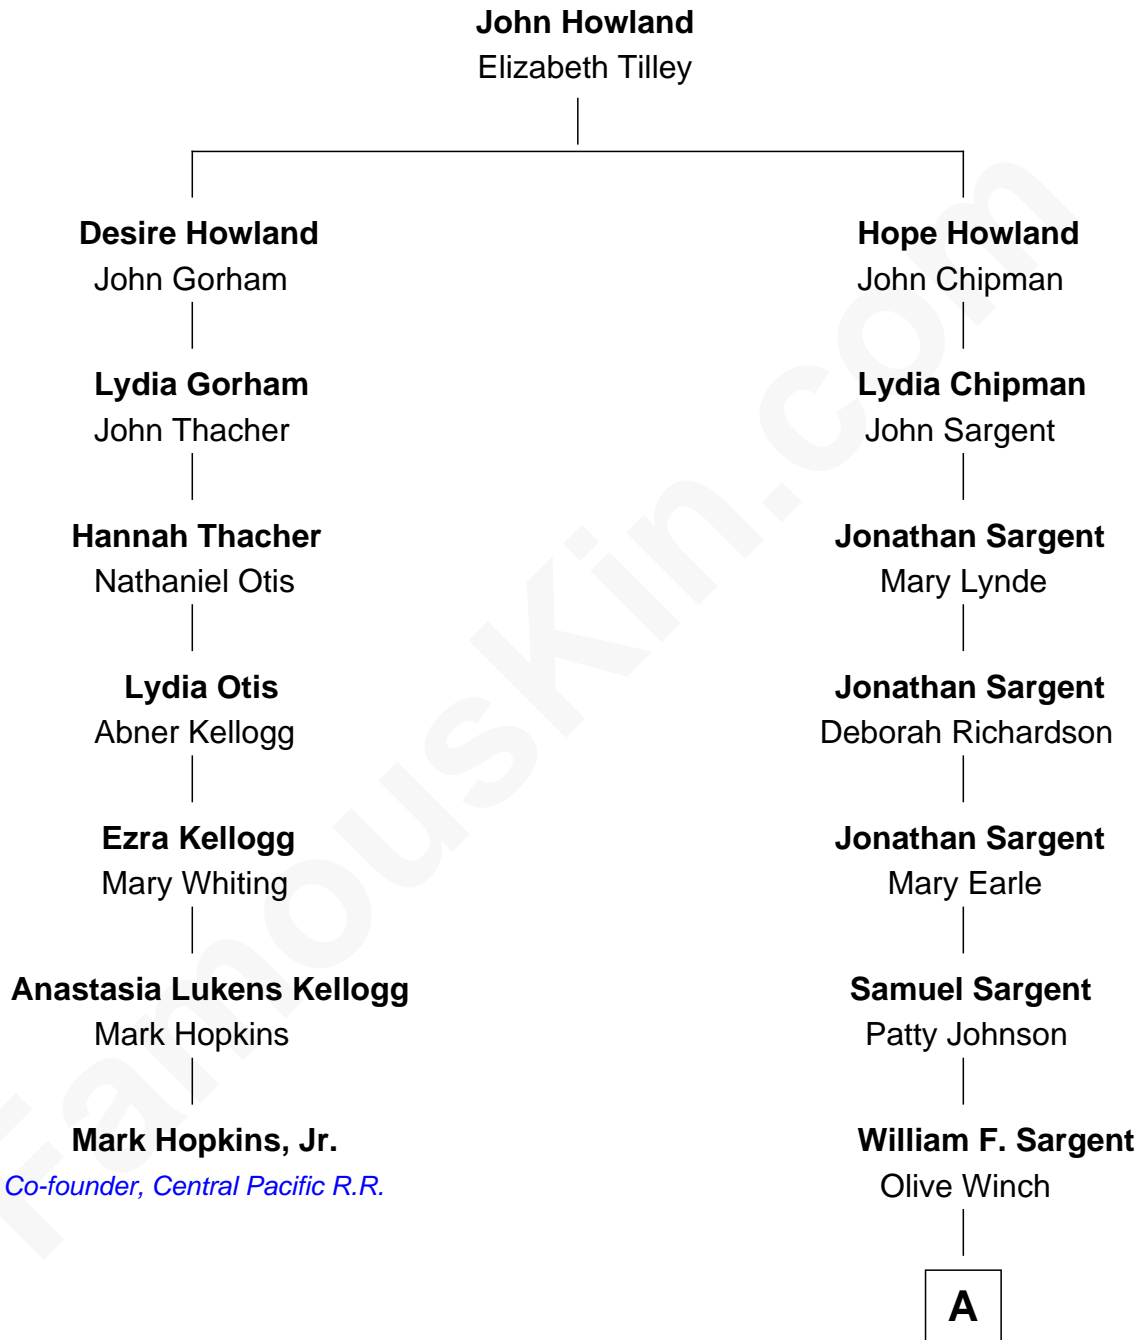 John Howland
Elizabeth Tilley
Desire Howland
John Gorham
Hope Howland
John Chipman
Lydia Gorham
John Thacher
Lydia Chipman
John Sargent
Hannah Thacher
Nathaniel Otis
Jonathan Sargent
Mary Lynde
Lydia Otis
Abner Kellogg
Jonathan Sargent
Deborah Richardson
Ezra Kellogg
Mary Whiting
Jonathan Sargent
Mary Earle
Anastasia Lukens Kellogg
Mark Hopkins
Samuel Sargent
Patty Johnson
Mark Hopkins, Jr.
Co-founder, Central Pacific R.R.
William F. Sargent
Olive Winch
A
FamousKin.com